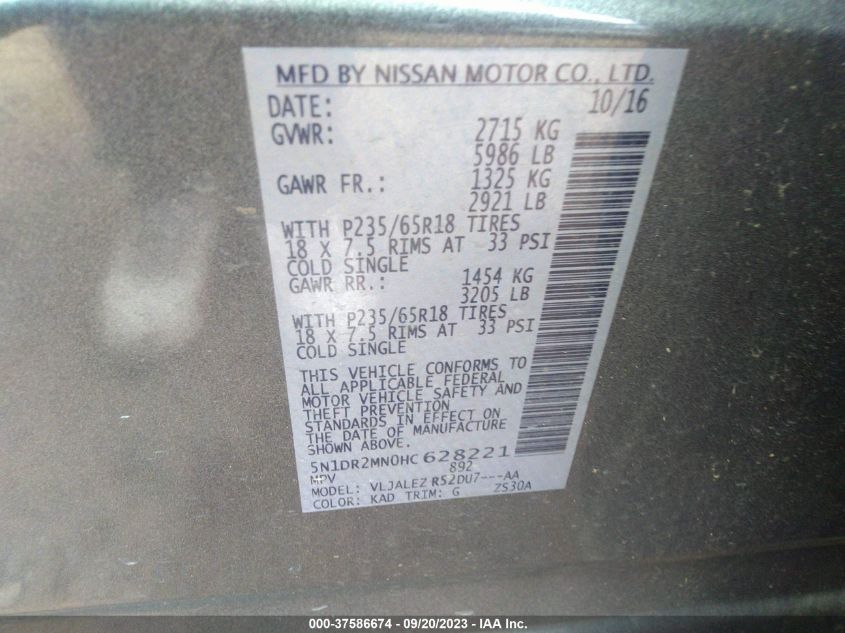 MFD BY NISSAN MOTOR CO., LTD.
DATE: 10/16
GVWR: 2715 KG
5986 LB
GAWR FR.: 1325 KG
2921 LB
WITH P235/65R18 TIRES
18 X 7.5 RIMS AT 33 PSI
COLD SINGLE
GAWR RR.: 1454 KG
3205 LB
WITH P235/65R18 TIRES
18 X 7.5 RIMS AT 33 PSI
COLD SINGLE
THIS VEHICLE CONFORMS TO
ALL APPLICABLE FEDERAL
MOTOR VEHICLE SAFETY AND
THEFT PREVENTION
STANDARDS IN EFFECT ON
THE DATE OF MANUFACTURE
SHOWN ABOVE.
5N1DR2MN0HC 628221
MPV 892
MODEL: VLJALEZ R52DU7---AA
COLOR: KAD TRIM: G ZS30A
000-37586674 - 09/20/2023 - IAA Inc.